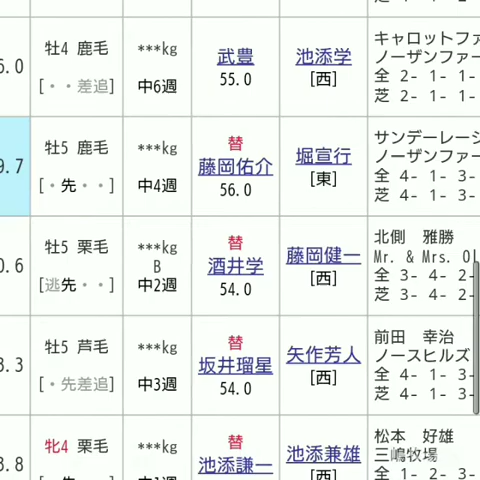 牡4 鹿毛 ***kg 武豊 池添学 キャロットファ
ノーザンファー
[・・差追] 中6週 55.0 [西] 全 2- 1- 1-
芝 2- 1- 1-
牡5 鹿毛 ***kg 替 堀宣行 サンデーレーシ
9.7 藤岡佑介 ノーザンファー
[・先・・] 中4週 56.0 [東] 全 4- 1- 3-
芝 4- 1- 3-
牡5 栗毛 ***kg 替 藤岡健一 北側 雅勝
B 酒井学 Mr. & Mrs. Ol
[逃先・・] 中2週 54.0 [西] 全 3- 4- 2-
芝 3- 4- 2-
牡5 芦毛 ***kg 替 矢作芳人 前田 幸治
坂井瑠星 ノースヒルズ
[・先差追] 中3週 54.0 [西] 全 4- 1- 3-
芝 4- 1- 3-
牝4 栗毛 ***kg 替 池添兼雄 松本 好雄
池添謙一 三嶋牧場
全 1- 2- 3-